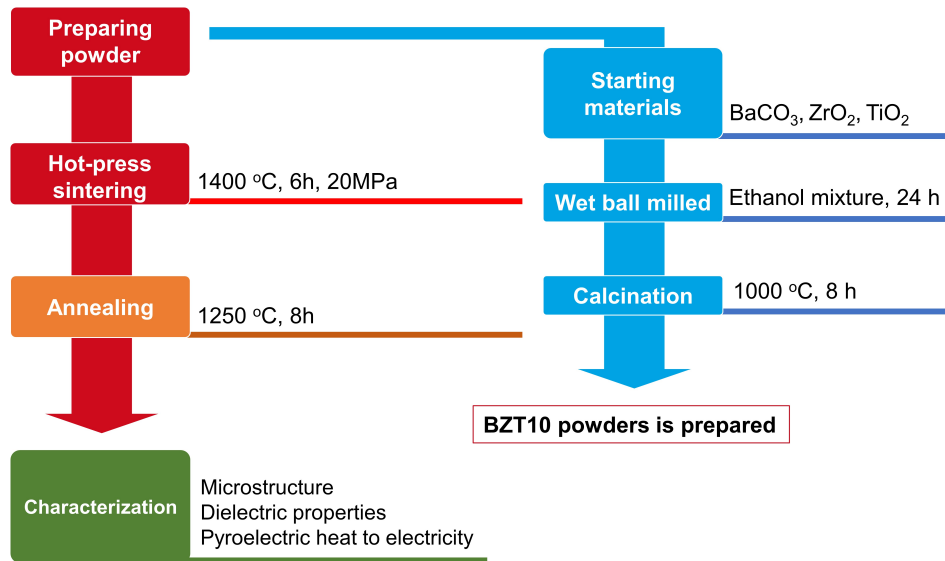 Preparing
powder
Hot-press
sintering
1400 °C, 6h, 20MPa
Annealing
1250 °C, 8h
Characterization
Microstructure
Dielectric properties
Pyroelectric heat to electricity
Starting
materials
BaCO₃, ZrO₂, TiO₂
Wet ball milled
Ethanol mixture, 24 h
Calcination
1000 °C, 8 h
BZT10 powders is prepared